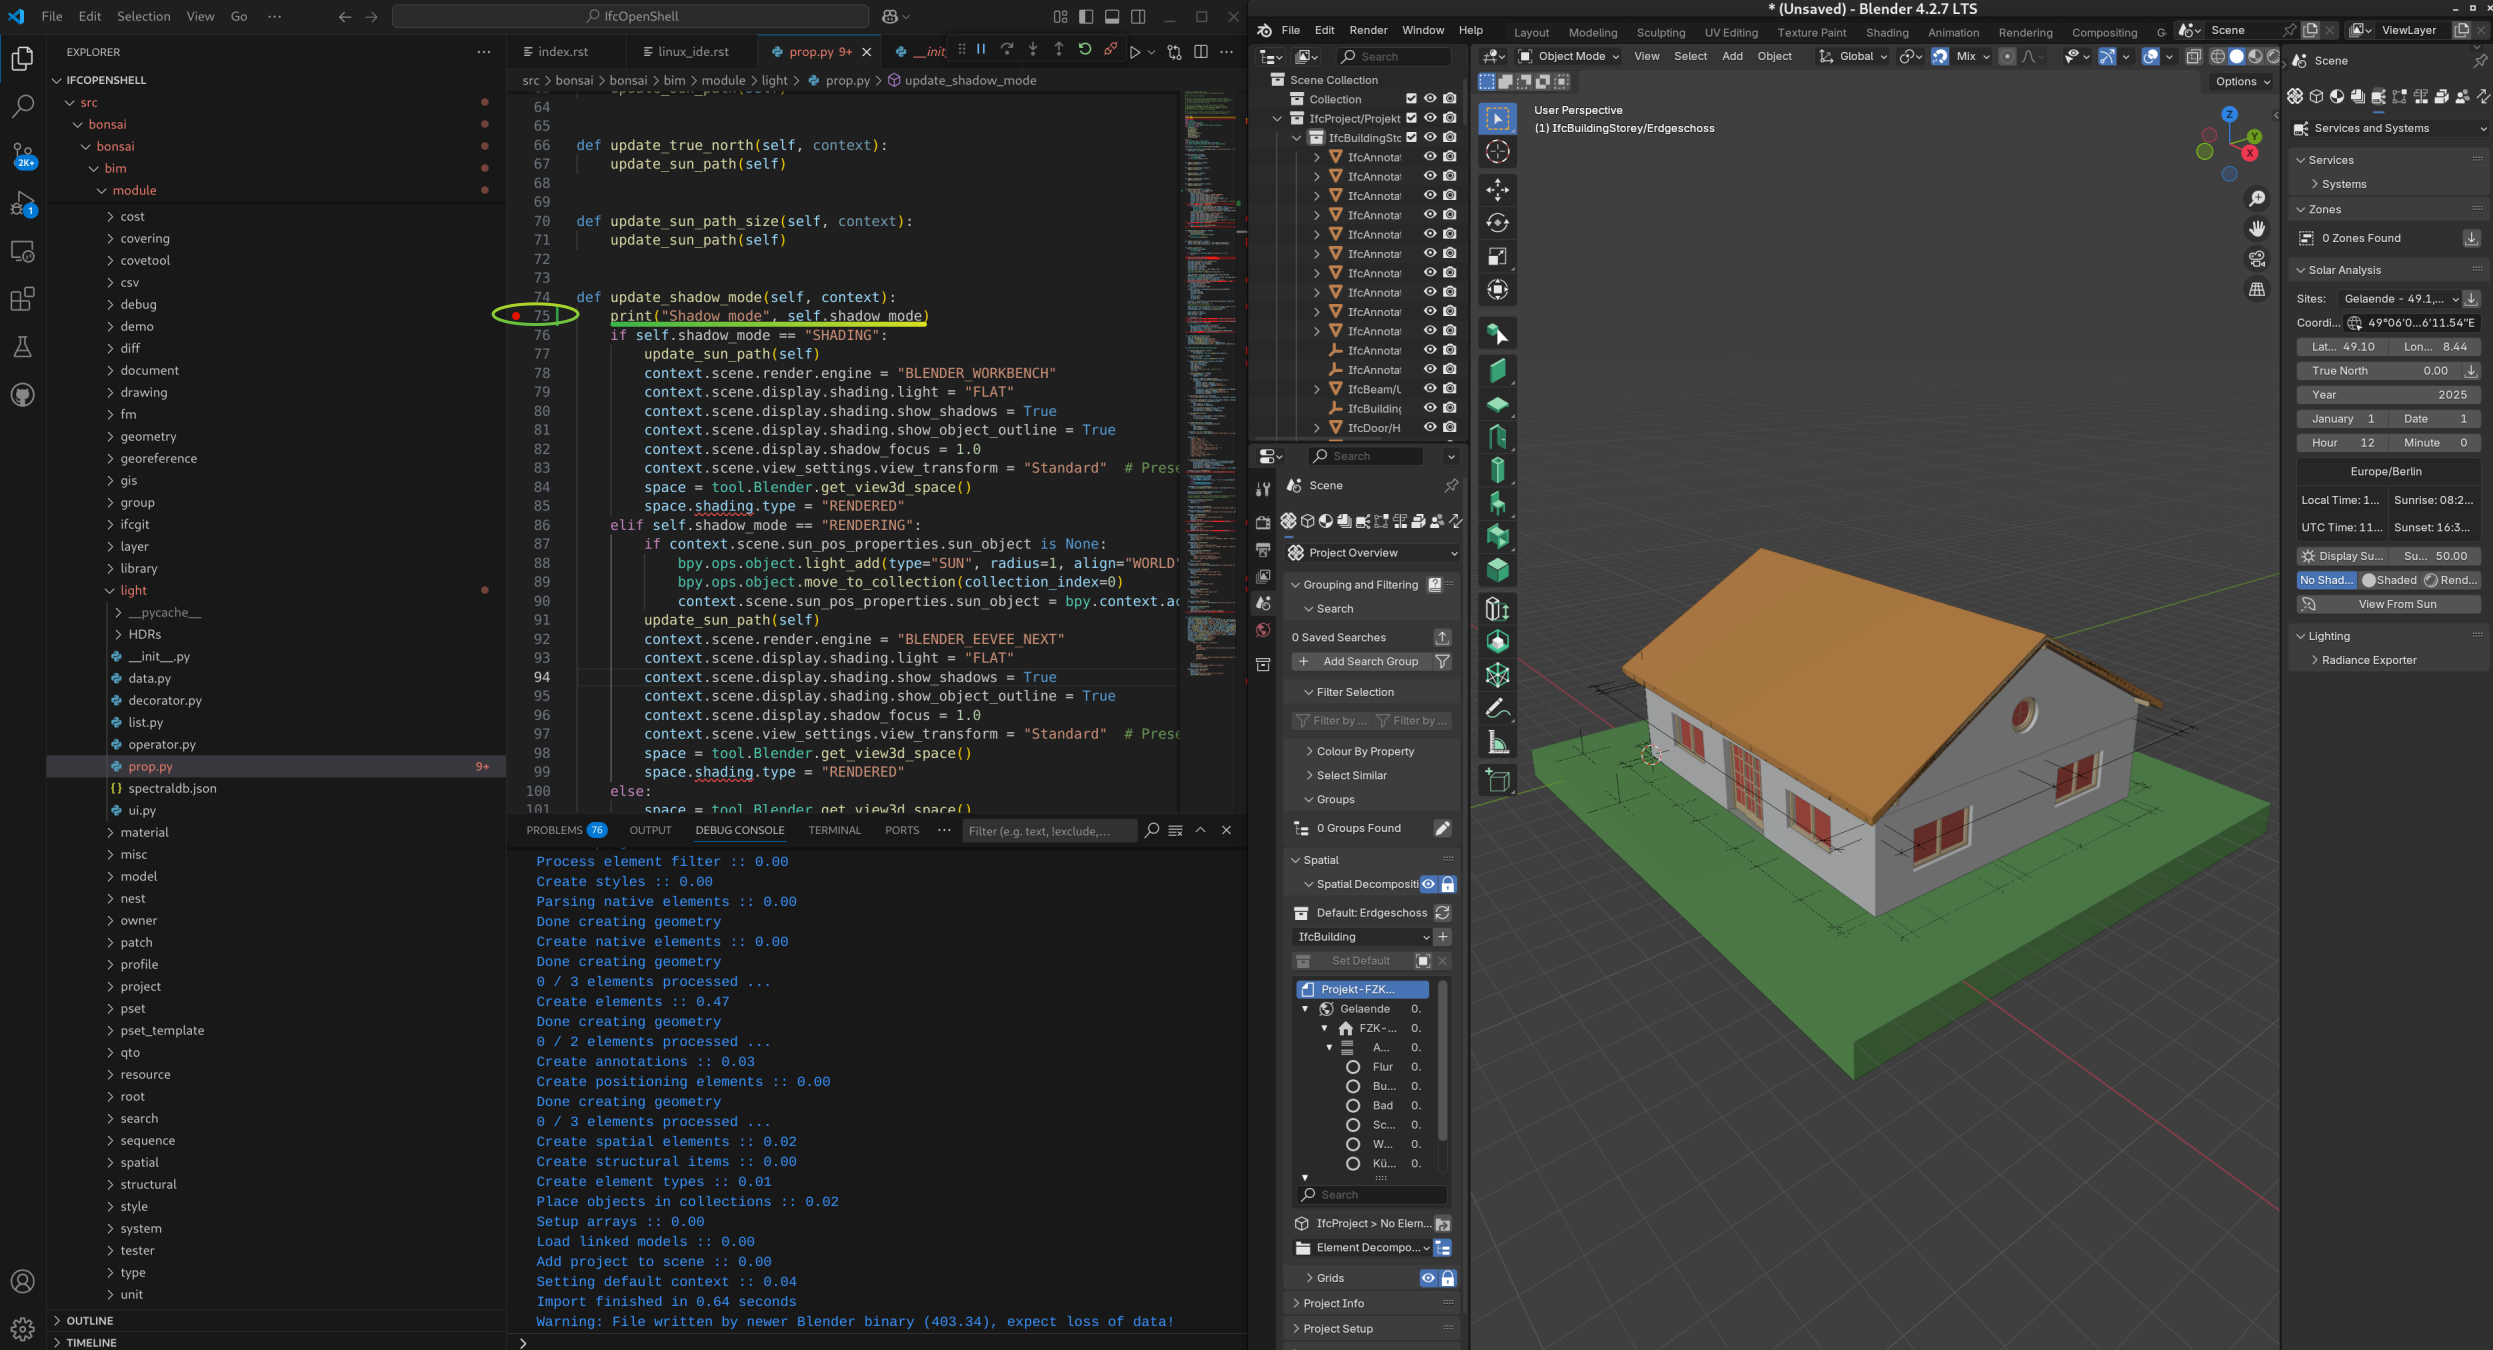 File Edit Selection View Go ··· IfcOpenShell
EXPLORER
IFCOPENSHELL
src
bonsai
bonsai
bim
module
cost
covering
covetool
csv
debug
demo
diff
document
drawing
fm
geometry
georeference
gis
group
ifcgit
layer
library
light
__pycache__
HDRs
__init__.py
data.py
decorator.py
list.py
operator.py
prop.py 9+
spectraldb.json
ui.py
material
misc
model
nest
owner
patch
profile
project
pset
pset_template
qto
resource
root
search
sequence
spatial
structural
style
system
tester
type
unit
OUTLINE
TIMELINE
2K+
1
index.rst linux_ide.rst prop.py 9+ __init_
src > bonsai > bonsai > bim > module > light > prop.py > update_shadow_mode
64
65
66 def update_true_north(self, context):
67 update_sun_path(self)
68
69
70 def update_sun_path_size(self, context):
71 update_sun_path(self)
72
73
74 def update_shadow_mode(self, context):
75 print("Shadow mode", self.shadow_mode)
76 if self.shadow_mode == "SHADING":
77 update_sun_path(self)
78 context.scene.render.engine = "BLENDER_WORKBENCH"
79 context.scene.display.shading.light = "FLAT"
80 context.scene.display.shading.show_shadows = True
81 context.scene.display.shading.show_object_outline = True
82 context.scene.display.shadow_focus = 1.0
83 context.scene.view_settings.view_transform = "Standard" # Prese
84 space = tool.Blender.get_view3d_space()
85 space.shading.type = "RENDERED"
86 elif self.shadow_mode == "RENDERING":
87 if context.scene.sun_pos_properties.sun_object is None:
88 bpy.ops.object.light_add(type="SUN", radius=1, align="WORLD"
89 bpy.ops.object.move_to_collection(collection_index=0)
90 context.scene.sun_pos_properties.sun_object = bpy.context.ac
91 update_sun_path(self)
92 context.scene.render.engine = "BLENDER_EEVEE_NEXT"
93 context.scene.display.shading.light = "FLAT"
94 context.scene.display.shading.show_shadows = True
95 context.scene.display.shading.show_object_outline = True
96 context.scene.display.shadow_focus = 1.0
97 context.scene.view_settings.view_transform = "Standard" # Prese
98 space = tool.Blender.get_view3d_space()
99 space.shading.type = "RENDERED"
100 else:
101 space = tool.Blender.get_view3d_space()
PROBLEMS 76 OUTPUT DEBUG CONSOLE TERMINAL PORTS ··· Filter (e.g. text, !exclude,...
Process element filter :: 0.00
Create styles :: 0.00
Parsing native elements :: 0.00
Done creating geometry
Create native elements :: 0.00
Done creating geometry
0 / 3 elements processed ...
Create elements :: 0.47
Done creating geometry
0 / 2 elements processed ...
Create annotations :: 0.03
Create positioning elements :: 0.00
Done creating geometry
0 / 3 elements processed ...
Create spatial elements :: 0.02
Create structural items :: 0.00
Create element types :: 0.01
Place objects in collections :: 0.02
Setup arrays :: 0.00
Load linked models :: 0.00
Add project to scene :: 0.00
Setting default context :: 0.04
Import finished in 0.64 seconds
Warning: File written by newer Blender binary (403.34), expect loss of data!
* (Unsaved) - Blender 4.2.7 LTS
File Edit Render Window Help Layout Modeling Sculpting UV Editing Texture Paint Shading Animation Rendering Compositing G Scene ViewLayer
Search
Scene Collection
Collection
IfcProject/Projekt
IfcBuildingSto
IfcAnnotat
IfcAnnotat
IfcAnnotat
IfcAnnotat
IfcAnnotat
IfcAnnotat
IfcAnnotat
IfcAnnotat
IfcAnnotat
IfcAnnotat
IfcAnnotat
IfcAnnotat
IfcBeam/U
IfcBuilding
IfcDoor/H
Search
Scene
Project Overview
Grouping and Filtering
Search
0 Saved Searches
Add Search Group
Filter Selection
Filter by ... Filter by ...
Colour By Property
Select Similar
Groups
0 Groups Found
Spatial
Spatial Decompositi
Default: Erdgeschoss
IfcBuilding
Set Default
Projekt-FZK...
Gelaende 0.
FZK-... 0.
A... 0.
Flur 0.
Bu... 0.
Bad 0.
Sc... 0.
W... 0.
Kü... 0.
Search
IfcProject > No Elem...
Element Decompo...
Grids
Project Info
Project Setup
Object Mode View Select Add Object Global Mix
Options
User Perspective
(1) IfcBuildingStorey/Erdgeschoss
Z
Y
X
Scene
Services and Systems
Services
Systems
Zones
0 Zones Found
Solar Analysis
Sites: Gelaende - 49.1,...
Coordi... 49°06'0...6'11.54"E
Lat... 49.10 Lon... 8.44
True North 0.00
Year 2025
January 1 Date 1
Hour 12 Minute 0
Europe/Berlin
Local Time: 1... Sunrise: 08:2...
UTC Time: 11... Sunset: 16:3...
Display Su... Su... 50.00
No Shad... Shaded Rend...
View From Sun
Lighting
Radiance Exporter